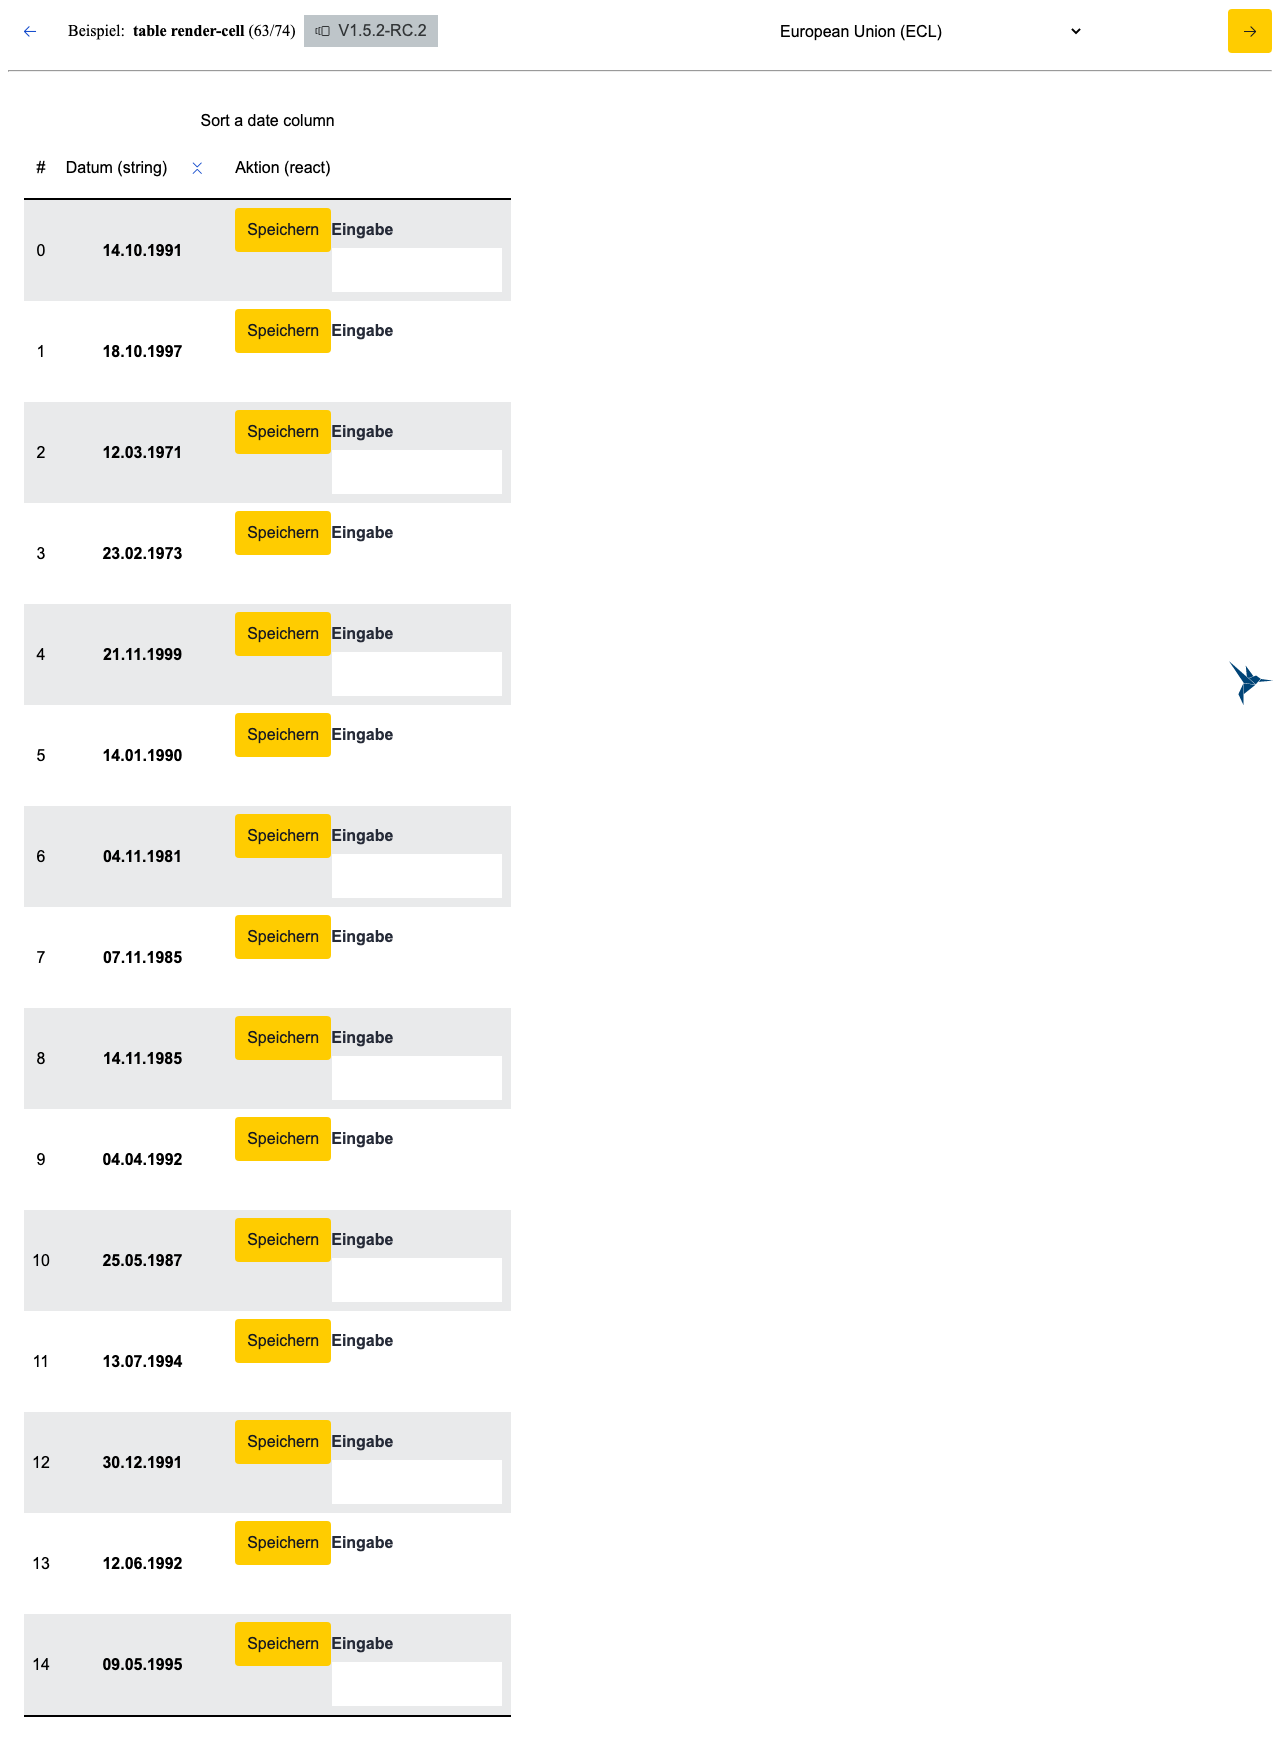 Beispiel: table render-cell (63/74) V1.5.2-RC.2 European Union (ECL)
Sort a date column
# Datum (string) Aktion (react)
0 14.10.1991 Speichern Eingabe
1 18.10.1997 Speichern Eingabe
2 12.03.1971 Speichern Eingabe
3 23.02.1973 Speichern Eingabe
4 21.11.1999 Speichern Eingabe
5 14.01.1990 Speichern Eingabe
6 04.11.1981 Speichern Eingabe
7 07.11.1985 Speichern Eingabe
8 14.11.1985 Speichern Eingabe
9 04.04.1992 Speichern Eingabe
10 25.05.1987 Speichern Eingabe
11 13.07.1994 Speichern Eingabe
12 30.12.1991 Speichern Eingabe
13 12.06.1992 Speichern Eingabe
14 09.05.1995 Speichern Eingabe